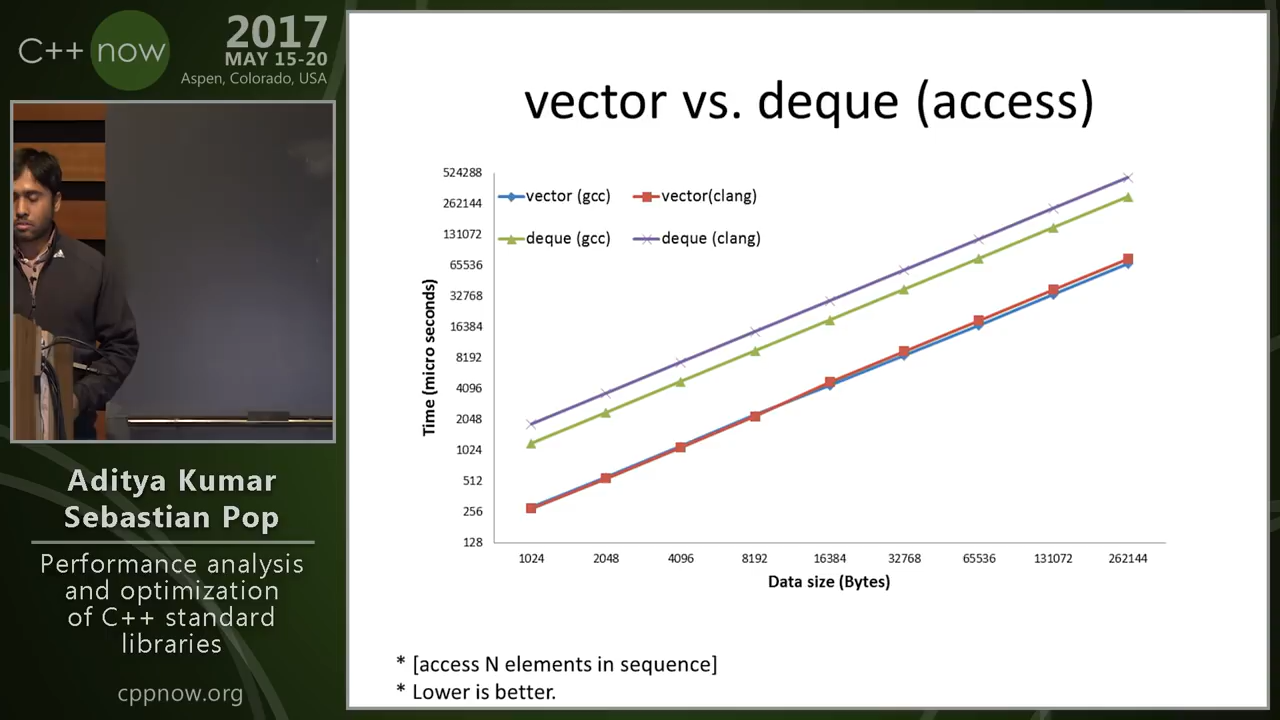 C++ now
2017
MAY 15-20
Aspen, Colorado, USA
Aditya Kumar
Sebastian Pop
Performance analysis
and optimization
of C++ standard
libraries
cppnow.org
vector vs. deque (access)
524288
262144
131072
65536
32768
16384
8192
4096
2048
1024
512
256
128
Time (micro seconds)
vector (gcc) vector(clang)
deque (gcc) deque (clang)
1024 2048 4096 8192 16384 32768 65536 131072 262144
Data size (Bytes)
* [access N elements in sequence]
* Lower is better.